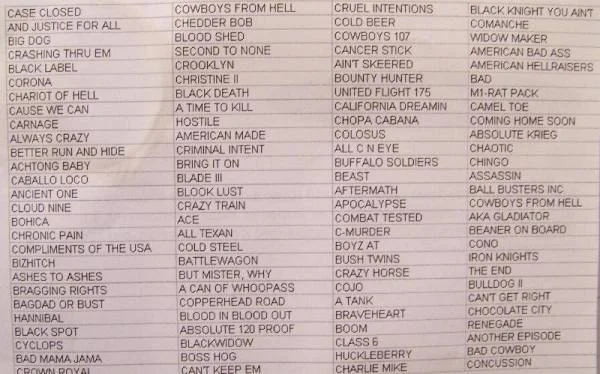 CASE CLOSED
AND JUSTICE FOR ALL
BIG DOG
CRASHING THRU EM
BLACK LABEL
CORONA
CHARIOT OF HELL
CAUSE WE CAN
CARNAGE
ALWAYS CRAZY
BETTER RUN AND HIDE
ACHTONG BABY
CABALLO LOCO
ANCIENT ONE
CLOUD NINE
BOHICA
CHRONIC PAIN
COMPLIMENTS OF THE USA
BIZHITCH
ASHES TO ASHES
BRAGGING RIGHTS
BAGDAD OR BUST
HANNIBAL
BLACK SPOT
CYCLOPS
BAD MAMA JAMA
CROWN ROYAL
COWBOYS FROM HELL
CHEDDER BOB
BLOOD SHED
SECOND TO NONE
CROOKLYN
CHRISTINE II
BLACK DEATH
A TIME TO KILL
HOSTILE
AMERICAN MADE
CRIMINAL INTENT
BRING IT ON
BLADE III
BLOOK LUST
CRAZY TRAIN
ACE
ALL TEXAN
COLD STEEL
BATTLEWAGON
BUT MISTER, WHY
A CAN OF WHOOPASS
COPPERHEAD ROAD
BLOOD IN BLOOD OUT
ABSOLUTE 120 PROOF
BLACKWIDOW
BOSS HOG
CAN'T KEEP EM
CRUEL INTENTIONS
COLD BEER
COWBOYS 107
CANCER STICK
AIN'T SKEERED
BOUNTY HUNTER
UNITED FLIGHT 175
CALIFORNIA DREAMIN
CHOPA CABANA
COLOSUS
ALL C N EYE
BUFFALO SOLDIERS
BEAST
AFTERMATH
APOCALYPSE
COMBAT TESTED
C-MURDER
BOYZ AT
BUSH TWINS
CRAZY HORSE
COJO
A TANK
BRAVEHEART
BOOM
CLASS 6
HUCKLEBERRY
CHARLIE MIKE
BLACK KNIGHT YOU AINT
COMANCHE
WIDOW MAKER
AMERICAN BAD ASS
AMERICAN HELLRAISERS
BAD
M1-RAT PACK
CAMEL TOE
COMING HOME SOON
ABSOLUTE KRIEG
CHAOTIC
CHINGO
ASSASSIN
BALL BUSTERS INC
COWBOYS FROM HELL
AKA GLADIATOR
BEANER ON BOARD
CONO
IRON KNIGHTS
THE END
BULLDOG II
CAN'T GET RIGHT
CHOCOLATE CITY
RENEGADE
ANOTHER EPISODE
BAD COWBOY
CONCUSSION